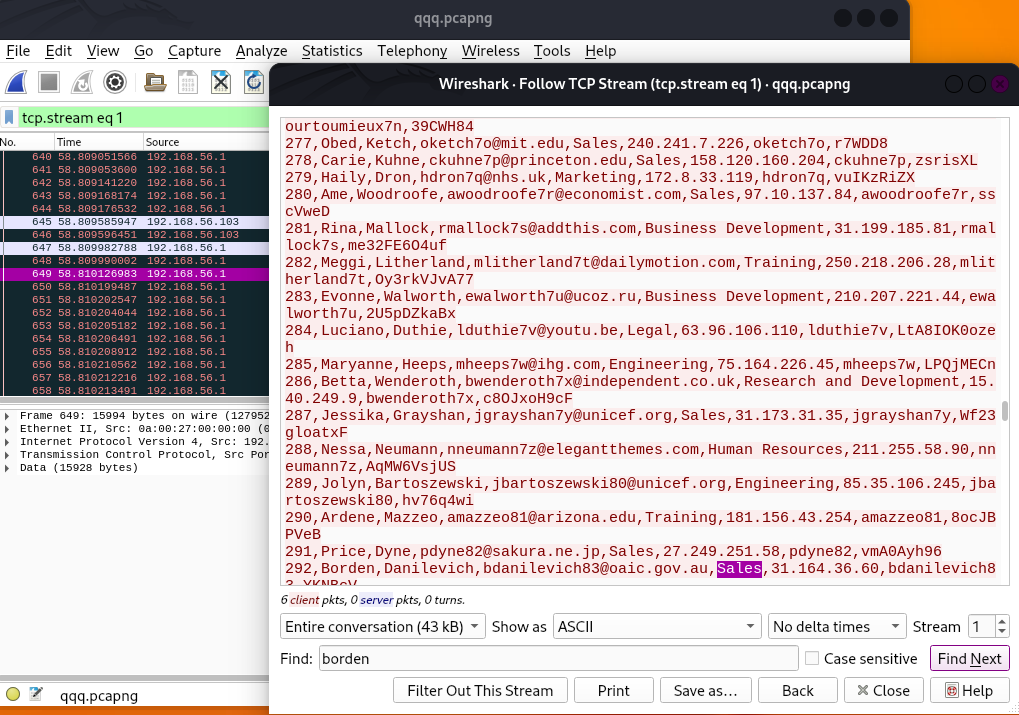 qqq.pcapng
File Edit View Go Capture Analyze Statistics Telephony Wireless Tools Help
Wireshark · Follow TCP Stream (tcp.stream eq 1) · qqq.pcapng
tcp.stream eq 1
No. Time Source
640 58.809051566 192.168.56.1
641 58.809053600 192.168.56.1
642 58.809141220 192.168.56.1
643 58.809168174 192.168.56.1
644 58.809176532 192.168.56.1
645 58.809585947 192.168.56.103
646 58.809596451 192.168.56.103
647 58.809982788 192.168.56.1
648 58.809990002 192.168.56.1
649 58.810126983 192.168.56.1
650 58.810199487 192.168.56.1
651 58.810202547 192.168.56.1
652 58.810204044 192.168.56.1
653 58.810205182 192.168.56.1
654 58.810206491 192.168.56.1
655 58.810208912 192.168.56.1
656 58.810210562 192.168.56.1
657 58.810212216 192.168.56.1
658 58.810213491 192.168.56.1
Frame 649: 15994 bytes on wire (127952
Ethernet II, Src: 0a:00:27:00:00:00 (0
Internet Protocol Version 4, Src: 192.
Transmission Control Protocol, Src Por
Data (15928 bytes)
ourtoumieux7n,39CWH84
277,Obed,Ketch,oketch7o@mit.edu,Sales,240.241.7.226,oketch7o,r7WDD8
278,Carie,Kuhne,ckuhne7p@princeton.edu,Sales,158.120.160.204,ckuhne7p,zsrisXL
279,Haily,Dron,hdron7q@nhs.uk,Marketing,172.8.33.119,hdron7q,vuIKzRiZX
280,Ame,Woodroofe,awoodroofe7r@economist.com,Sales,97.10.137.84,awoodroofe7r,ss
cVweD
281,Rina,Mallock,rmallock7s@addthis.com,Business Development,31.199.185.81,rmal
lock7s,me32FE6O4uf
282,Meggi,Litherland,mlitherland7t@dailymotion.com,Training,250.218.206.28,mlit
herland7t,Oy3rkVJvA77
283,Evonne,Walworth,ewalworth7u@ucoz.ru,Business Development,210.207.221.44,ewa
lworth7u,2U5pDZkaBx
284,Luciano,Duthie,lduthie7v@youtu.be,Legal,63.96.106.110,lduthie7v,LtA8IOK0oze
h
285,Maryanne,Heeps,mheeps7w@ihg.com,Engineering,75.164.226.45,mheeps7w,LPQjMECn
286,Betta,Wenderoth,bwenderoth7x@independent.co.uk,Research and Development,15.
40.249.9,bwenderoth7x,c8OJxoH9cF
287,Jessika,Grayshan,jgrayshan7y@unicef.org,Sales,31.173.31.35,jgrayshan7y,Wf23
gloatxF
288,Nessa,Neumann,nneumann7z@elegantthemes.com,Human Resources,211.255.58.90,nn
eumann7z,AqMW6VsjUS
289,Jolyn,Bartoszewski,jbartoszewski80@unicef.org,Engineering,85.35.106.245,jba
rtoszewski80,hv76q4wi
290,Ardene,Mazzeo,amazzeo81@arizona.edu,Training,181.156.43.254,amazzeo81,8ocJB
PVeB
291,Price,Dyne,pdyne82@sakura.ne.jp,Sales,27.249.251.58,pdyne82,vmA0Ayh96
292,Borden,Danilevich,bdanilevich83@oaic.gov.au,Sales,31.164.36.60,bdanilevich8
6 client pkts, 0 server pkts, 0 turns.
Entire conversation (43 kB) Show as ASCII No delta times Stream 1
Find: borden Case sensitive Find Next
Filter Out This Stream Print Save as… Back Close Help
qqq.pcapng